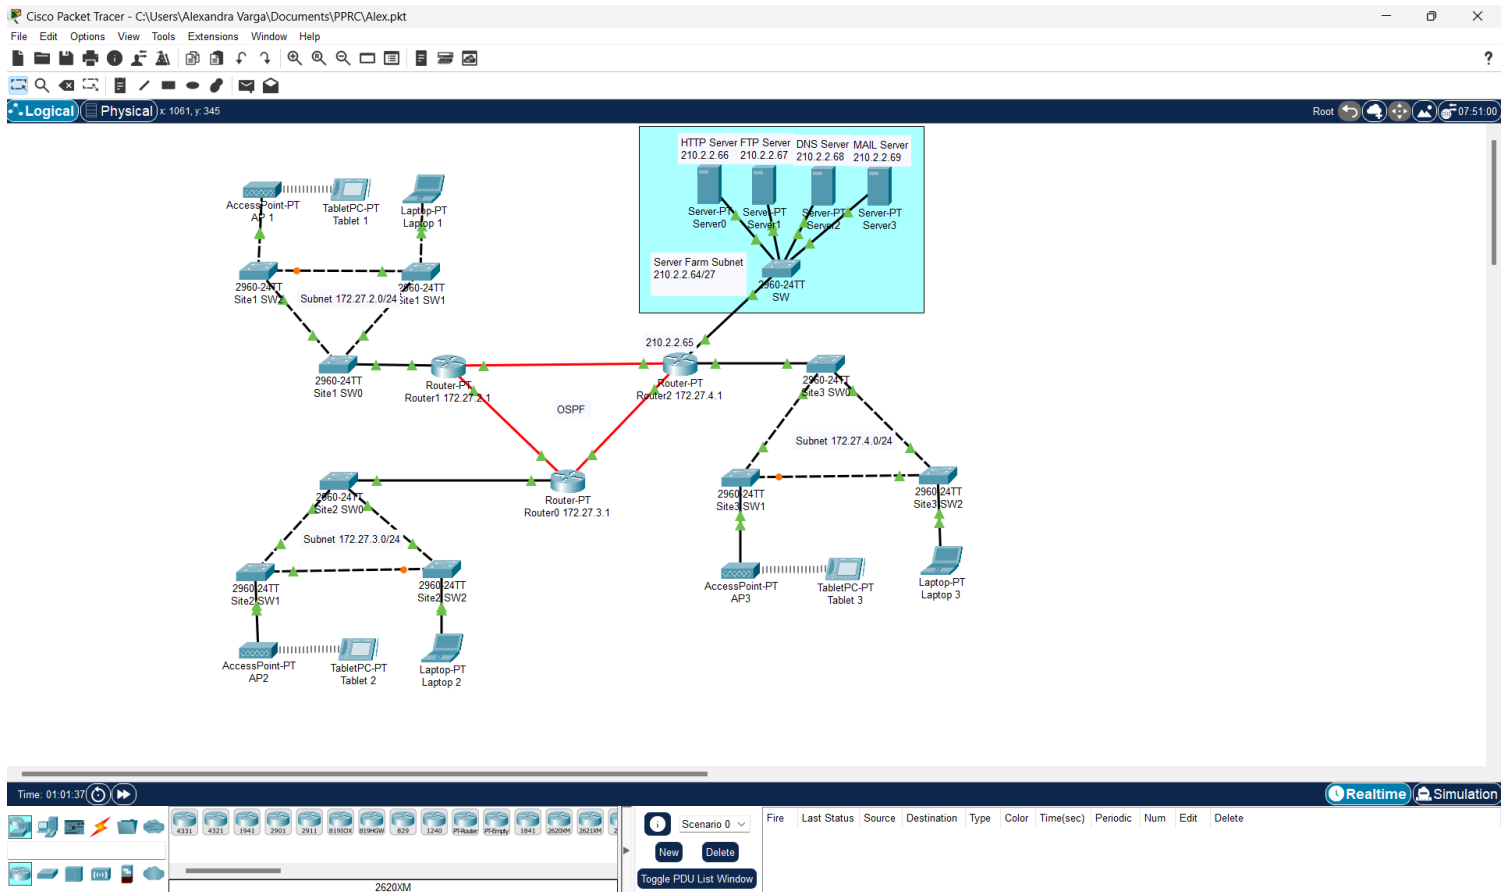 Cisco Packet Tracer - C:\Users\Alexandra Varga\Documents\PPRC\Alex.pkt
File Edit Options View Tools Extensions Window Help
?
Logical Physical x: 1061, y: 345
Root 07:51:00
HTTP Server FTP Server DNS Server MAIL Server
210.2.2.66 210.2.2.67 210.2.2.68 210.2.2.69
AccessPoint-PT
AP 1
TabletPC-PT
Tablet 1
Laptop-PT
Laptop 1
Server-PT
Server0
Server-PT
Server1
Server-PT
Server2
Server-PT
Server3
Server Farm Subnet
210.2.2.64/27
2960-24TT
SW
2960-24TT
Site1 SW2
Subnet 172.27.2.0/24
2960-24TT
Site1 SW1
210.2.2.65
2960-24TT
Site1 SW0
Router-PT
Router1 172.27.2.1
Router-PT
Router2 172.27.4.1
2960-24TT
Site3 SW0
OSPF
Subnet 172.27.4.0/24
2960-24TT
Site2 SW0
Router-PT
Router0 172.27.3.1
2960-24TT
Site3 SW1
2960-24TT
Site3 SW2
Subnet 172.27.3.0/24
2960-24TT
Site2 SW1
2960-24TT
Site2 SW2
AccessPoint-PT
AP3
TabletPC-PT
Tablet 3
Laptop-PT
Laptop 3
AccessPoint-PT
AP2
TabletPC-PT
Tablet 2
Laptop-PT
Laptop 2
Time: 01:01:37
Realtime Simulation
4331 4321 1941 2901 2911 819IOX 819HGW 829 1240 PT-Router PT-Empty 1841 2620XM 2621XM 2
2620XM
Scenario 0
New Delete
Toggle PDU List Window
Fire Last Status Source Destination Type Color Time(sec) Periodic Num Edit Delete